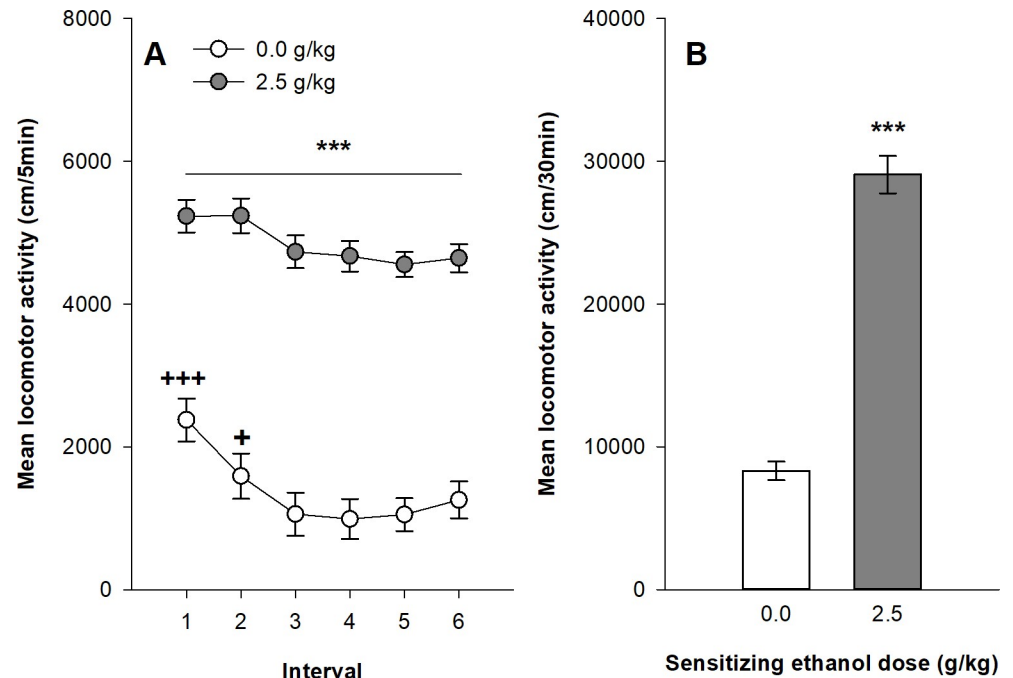 A
0.0 g/kg
2.5 g/kg
Mean locomotor activity (cm/5min)
8000
6000
4000
2000
0
***
+++
+
1 2 3 4 5 6
Interval
B
Mean locomotor activity (cm/30min)
40000
30000
20000
10000
0
***
0.0 2.5
Sensitizing ethanol dose (g/kg)